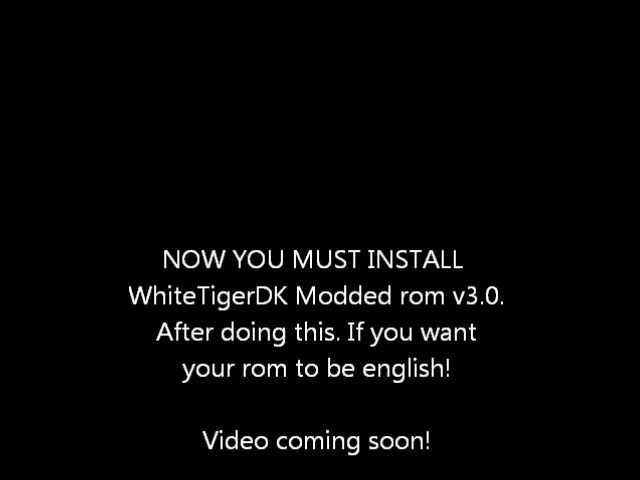 NOW YOU MUST INSTALL
WhiteTigerDK Modded rom v3.0.
After doing this. If you want
your rom to be english!
Video coming soon!